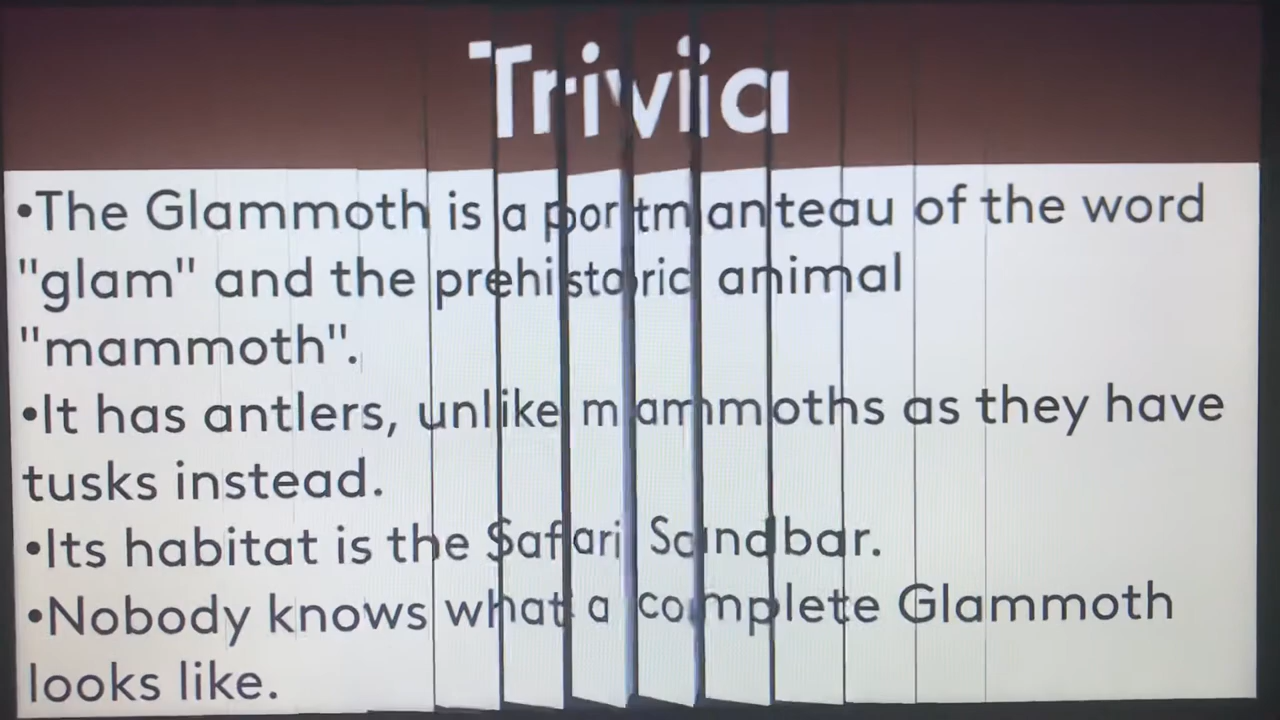 Trivia
•The Glammoth is a portmanteau of the word
"glam" and the prehistoric animal
"mammoth".
•It has antlers, unlike mammoths as they have
tusks instead.
•Its habitat is the Safari Sandbar.
•Nobody knows what a complete Glammoth
looks like.